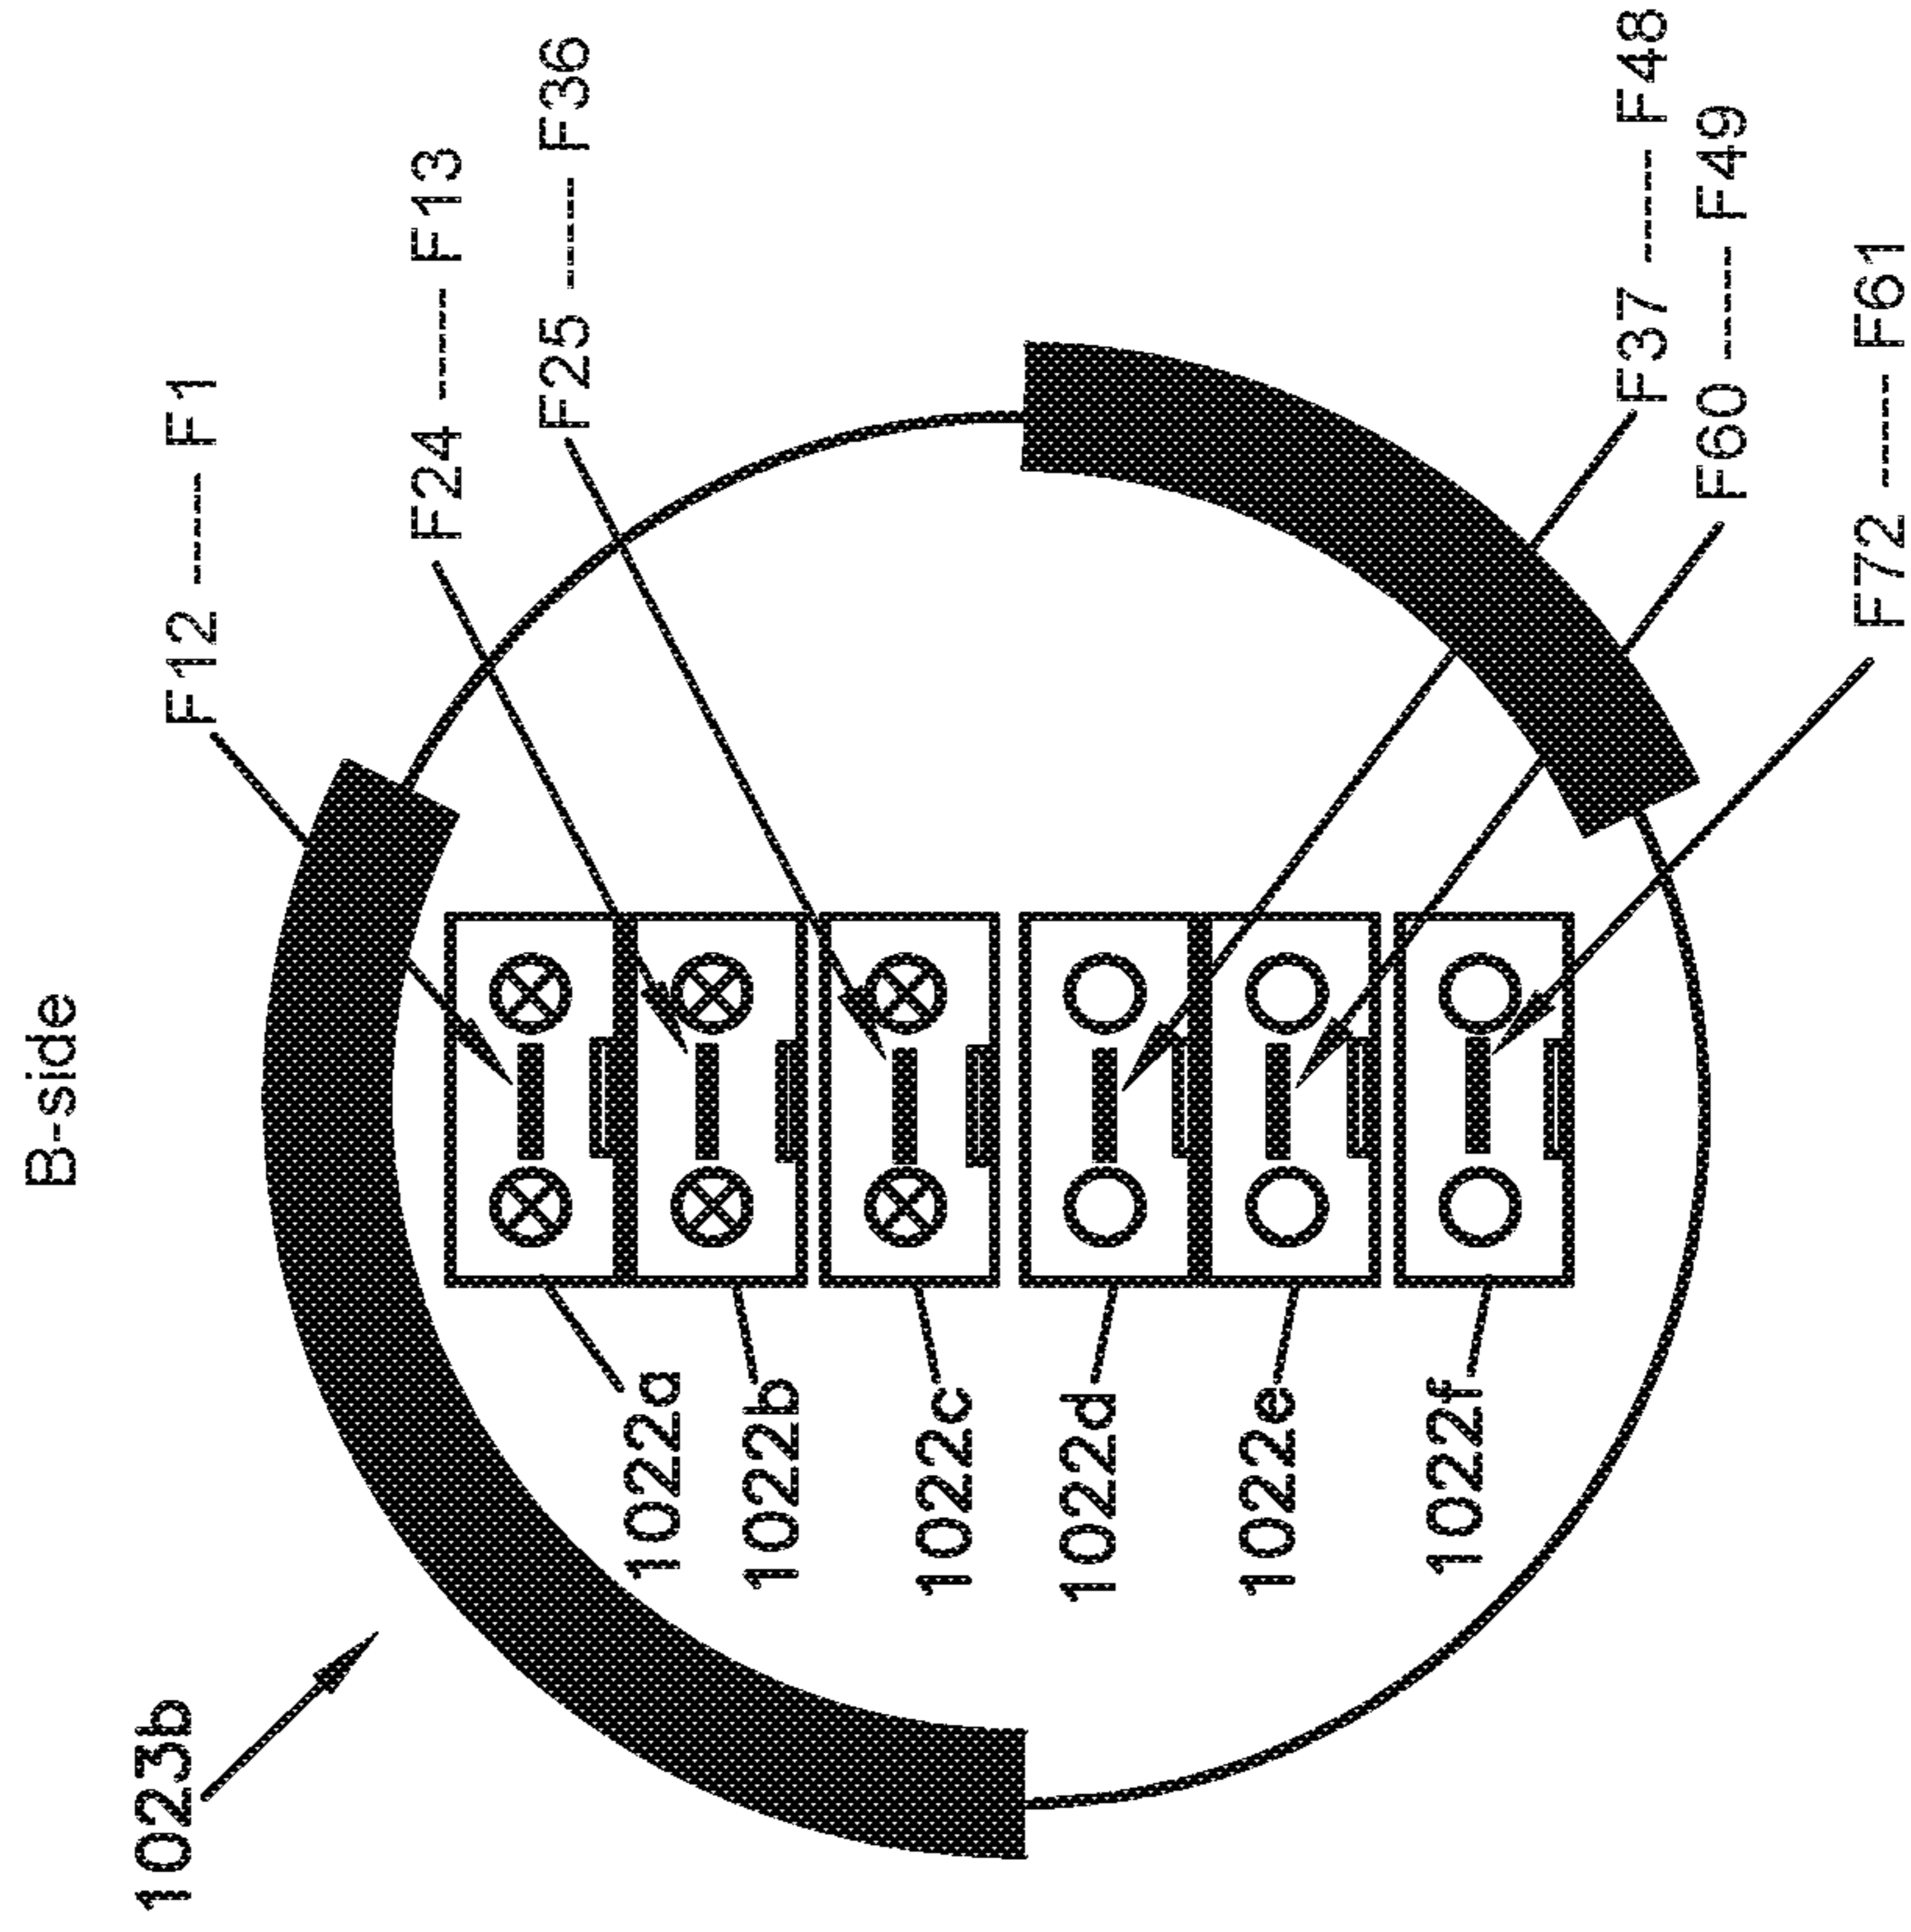 B-side
1023b
F12 ---- F1
F24 ---- F13
F25 ---- F36
F37 ---- F48
F60 ---- F49
F72 ---- F61
1022a
1022b
1022c
1022d
1022e
1022f